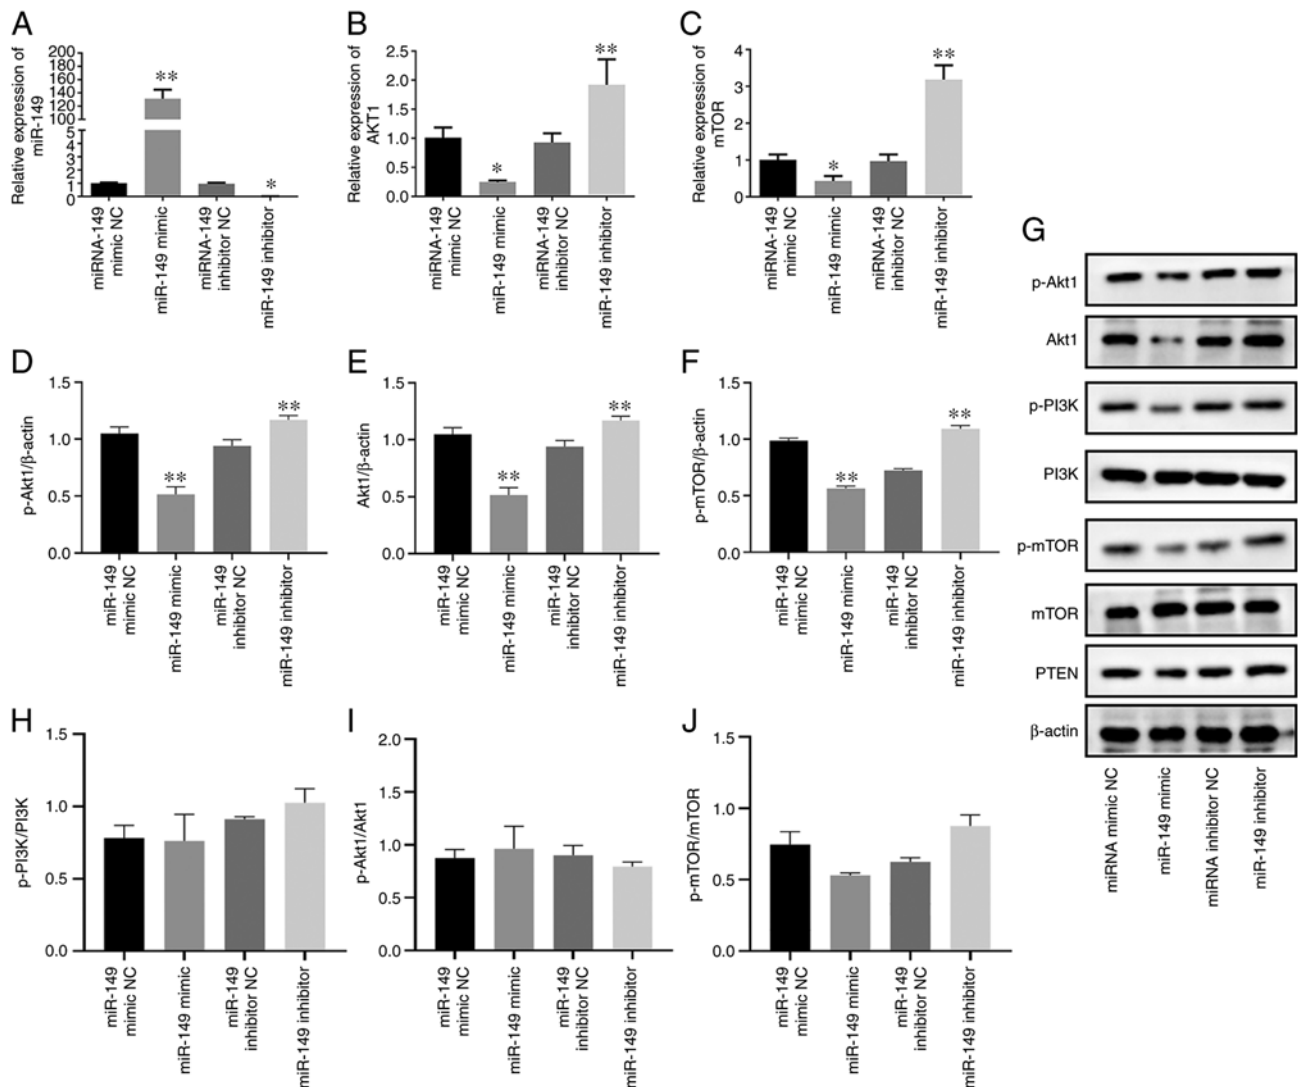 A
Relative expression of
miR-149
200
180
160
140
120
100
5
4
3
2
1
0
**
*
miRNA-149
mimic NC
miR-149 mimic
miRNA-149
inhibitor NC
miR-149 inhibitor
B
Relative expression of
AKT1
2.5
2.0
1.5
1.0
0.5
0.0
*
**
miRNA-149
mimic NC
miR-149 mimic
miRNA-149
inhibitor NC
miR-149 inhibitor
C
Relative expression of
mTOR
4
3
2
1
0
*
**
miRNA-149
mimic NC
miR-149 mimic
miRNA-149
inhibitor NC
miR-149 inhibitor
D
p-Akt1/β-actin
1.5
1.0
0.5
0.0
**
**
miR-149
mimic NC
miR-149 mimic
miR-149
inhibitor NC
miR-149 inhibitor
E
Akt1/β-actin
1.5
1.0
0.5
0.0
**
**
miR-149
mimic NC
miR-149 mimic
miR-149
inhibitor NC
miR-149 inhibitor
F
p-mTOR/β-actin
1.5
1.0
0.5
0.0
**
**
miR-149
mimic NC
miR-149 mimic
miR-149
inhibitor NC
miR-149 inhibitor
G
p-Akt1
Akt1
p-PI3K
PI3K
p-mTOR
mTOR
PTEN
β-actin
miRNA mimic NC
miR-149 mimic
miRNA inhibitor NC
miR-149 inhibitor
H
p-PI3K/PI3K
1.5
1.0
0.5
0.0
miR-149
mimic NC
miR-149 mimic
miR-149
inhibitor NC
miR-149 inhibitor
I
p-Akt1/Akt1
2.0
1.5
1.0
0.5
0.0
miR-149
mimic NC
miR-149 mimic
miR-149
inhibitor NC
miR-149 inhibitor
J
p-mTOR/mTOR
1.5
1.0
0.5
0.0
miR-149
mimic NC
miR-149 mimic
miR-149
inhibitor NC
miR-149 inhibitor